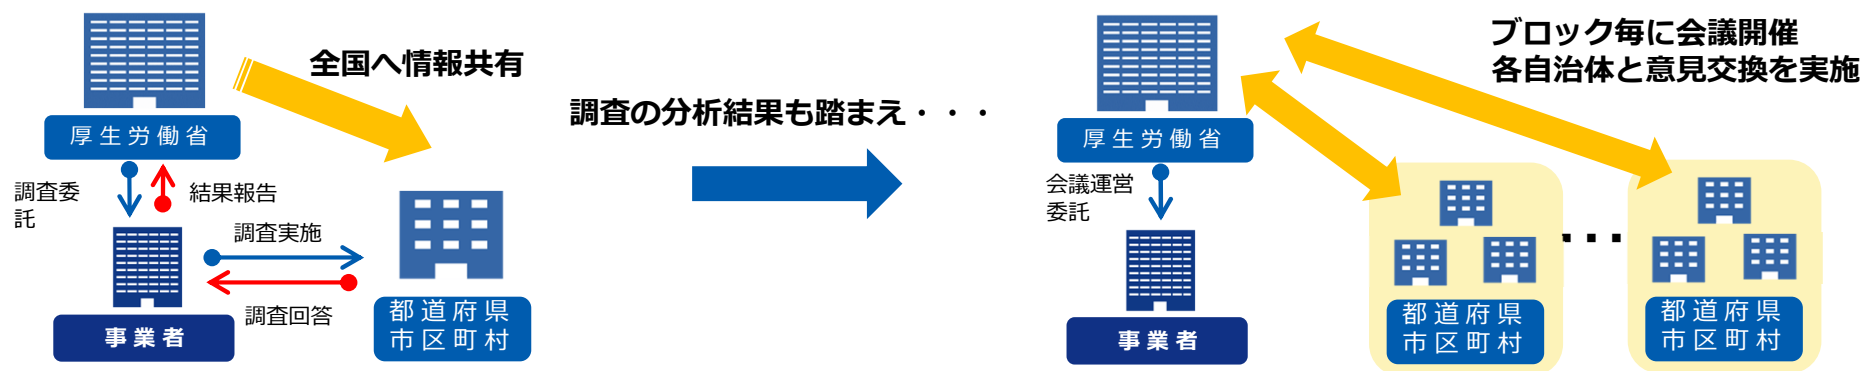 全国へ情報共有
厚生労働省
調査委
託
結果報告
調査実施
調査回答
事業者
都道府県
市区町村
調査の分析結果も踏まえ・・・
ブロック毎に会議開催
各自治体と意見交換を実施
厚生労働省
会議運営
委託
事業者
都道府県
市区町村
・・・
都道府県
市区町村